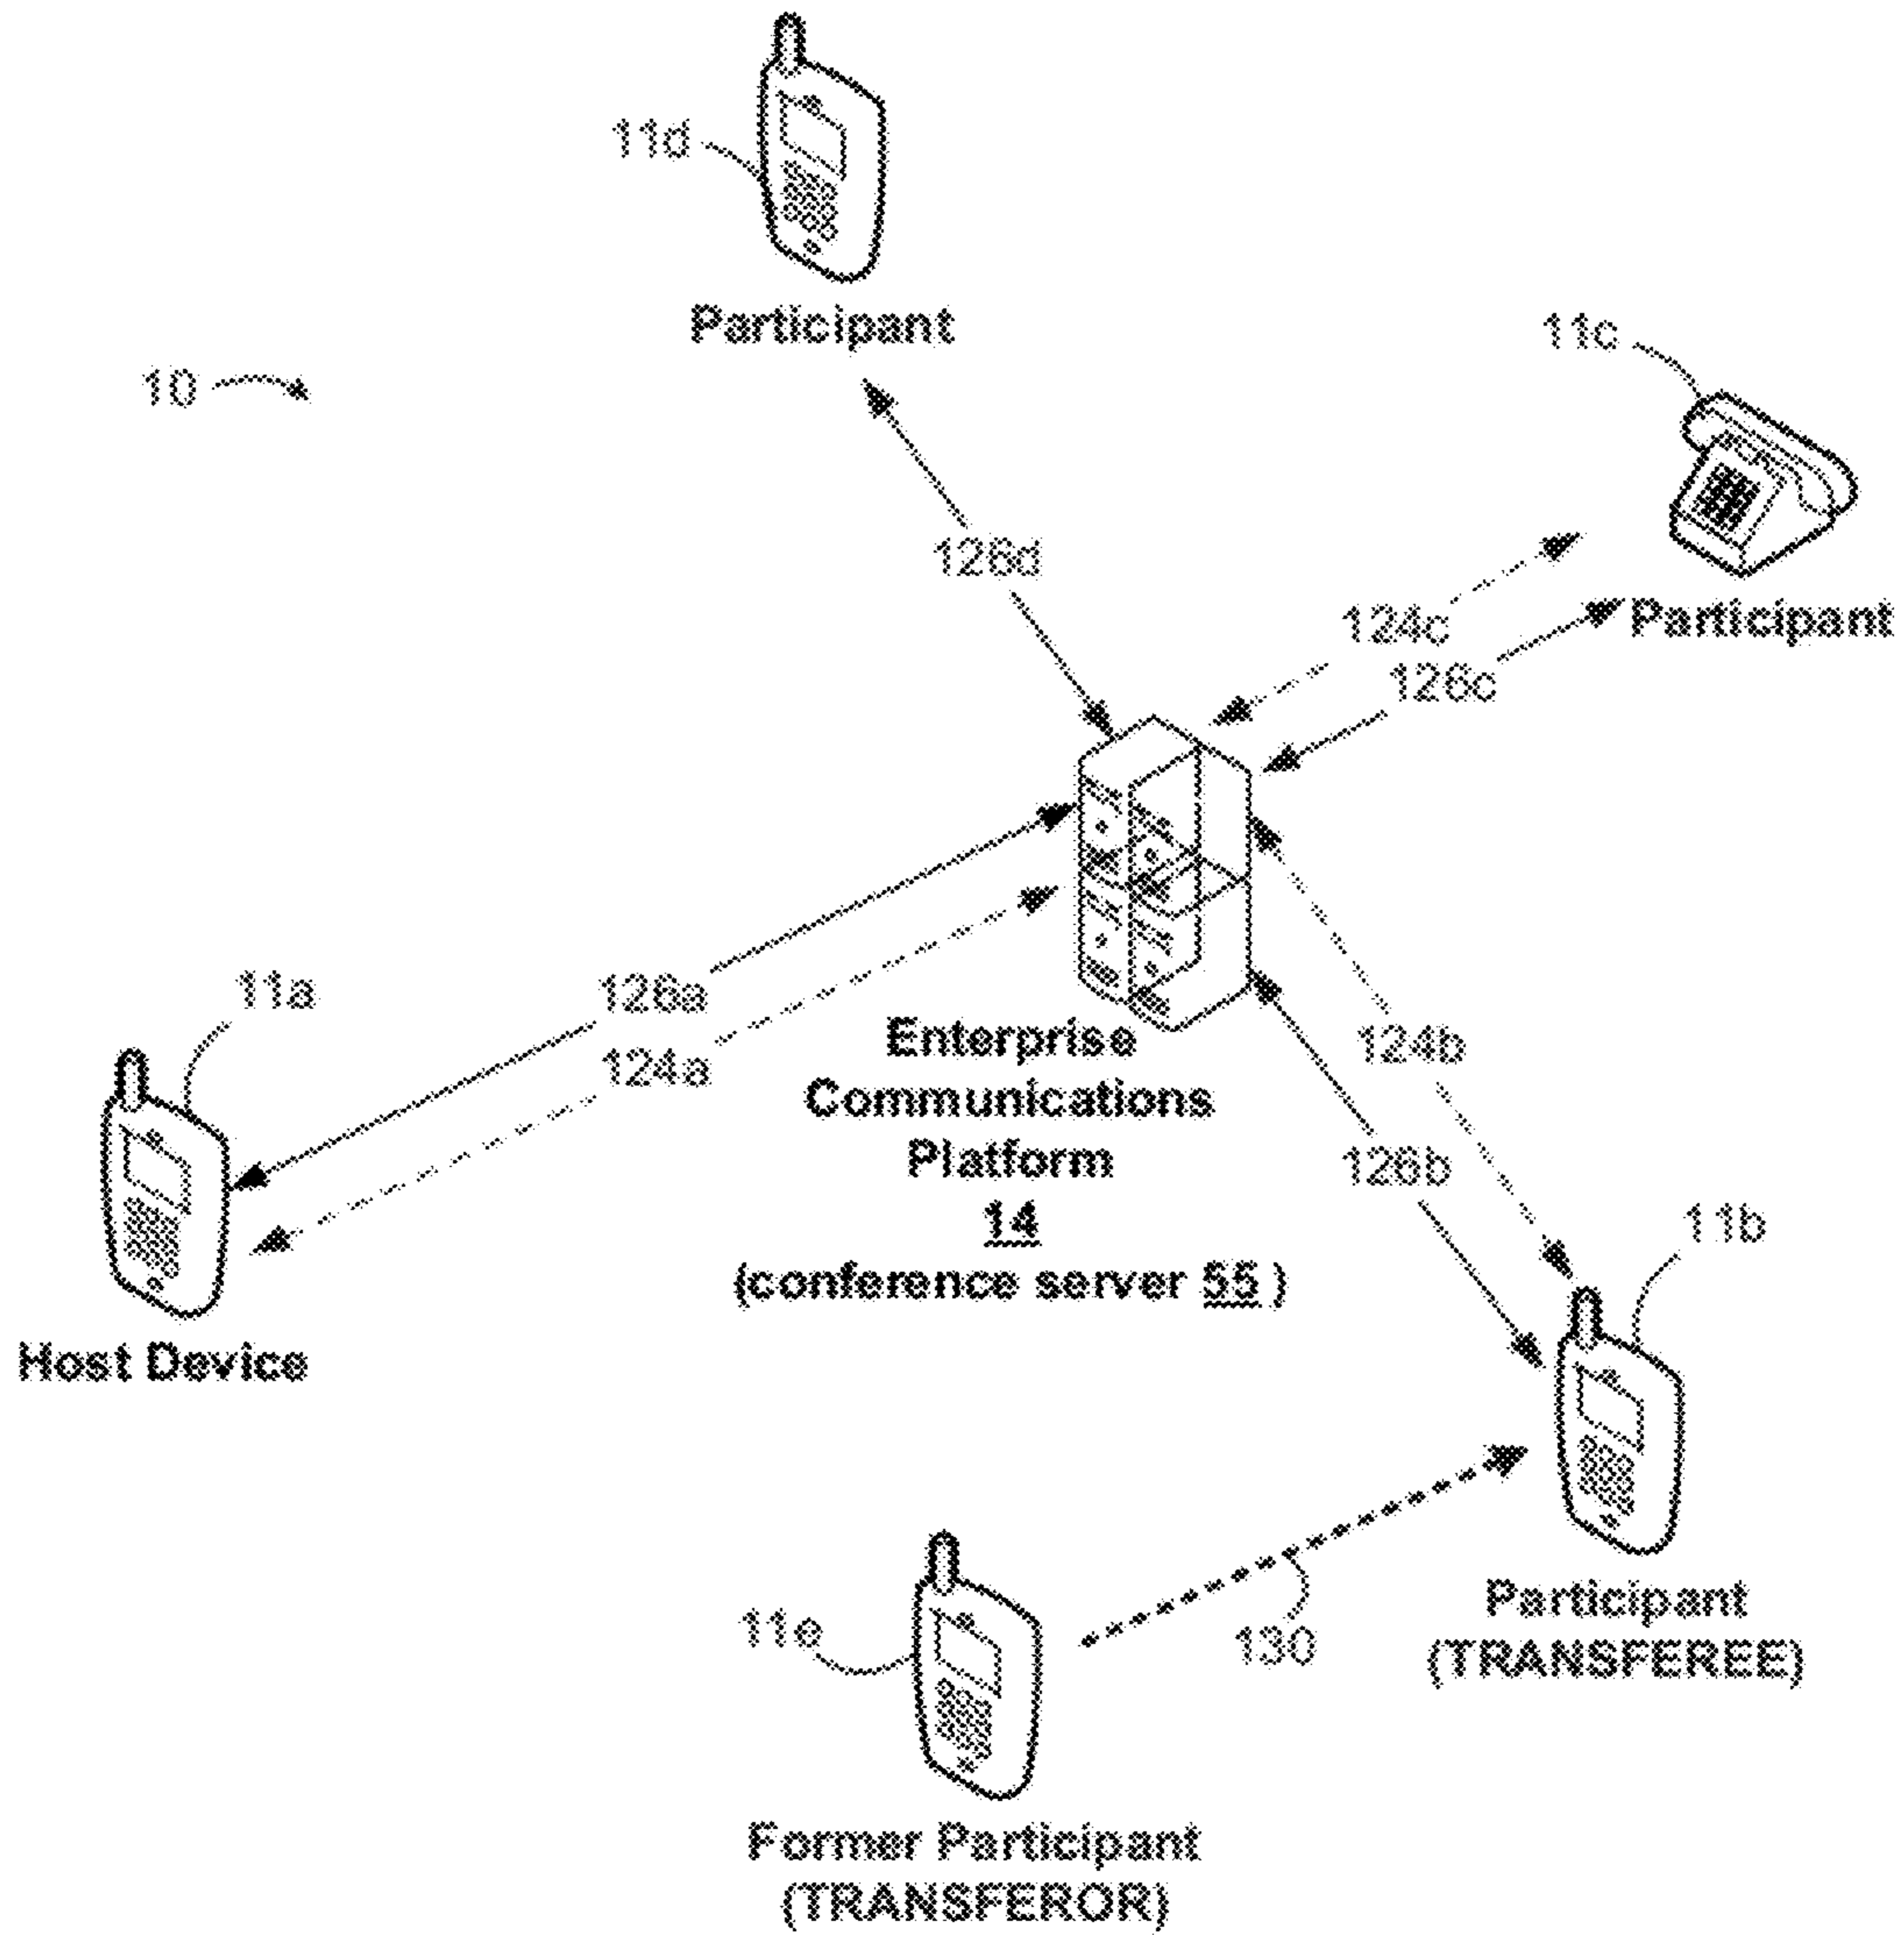 11d
Participant
11c
10
126d
124c
Participant
126c
11a
126a
Enterprise
124b
124a
Communications
Platform
126b
14
11b
(conference server 55 )
Host Device
Participant
11e
130
(TRANSFEREE)
Former Participant
(TRANSFEROR)